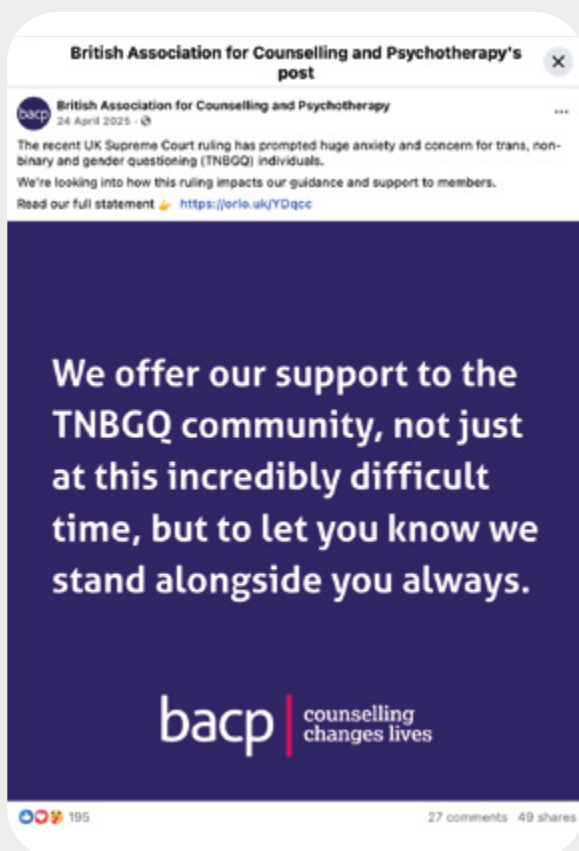 British Association for Counselling and Psychotherapy's
post
bacp
British Association for Counselling and Psychotherapy
24 April 2025 ·
The recent UK Supreme Court ruling has prompted huge anxiety and concern for trans, non-
binary and gender questioning (TNBGQ) individuals.
We're looking into how this ruling impacts our guidance and support to members.
Read our full statement 👉 https://orlo.uk/YDqcc
We offer our support to the
TNBGQ community, not just
at this incredibly difficult
time, but to let you know we
stand alongside you always.
bacp | counselling
changes lives
195
27 comments 49 shares